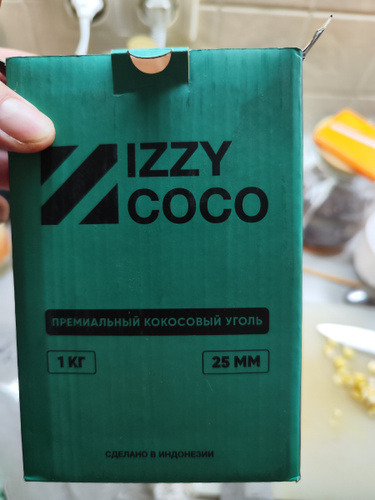 IZZY
COCO
ПРЕМИАЛЬНЫЙ КОКОСОВЫЙ УГОЛЬ
1 КГ
25 ММ
СДЕЛАНО В ИНДОНЕЗИИ